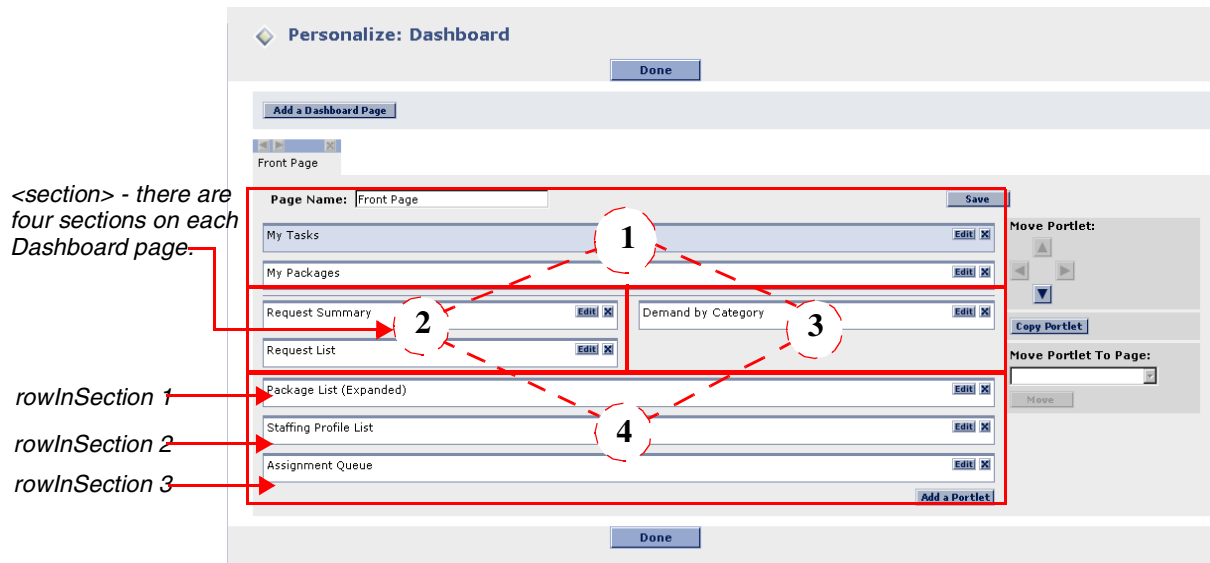 Personalize: Dashboard
Done
Add a Dashboard Page
Front Page
<section> - there are
four sections on each
Dashboard page.
Page Name: Front Page Save
My Tasks Edit X
1
My Packages Edit X
Request Summary Edit X
2
Demand by Category Edit X
3
Request List Edit X
rowInSection 1
Package List (Expanded) Edit X
rowInSection 2
Staffing Profile List Edit X
4
rowInSection 3
Assignment Queue Edit X
Add a Portlet
Move Portlet:
Copy Portlet
Move Portlet To Page:
Move
Done